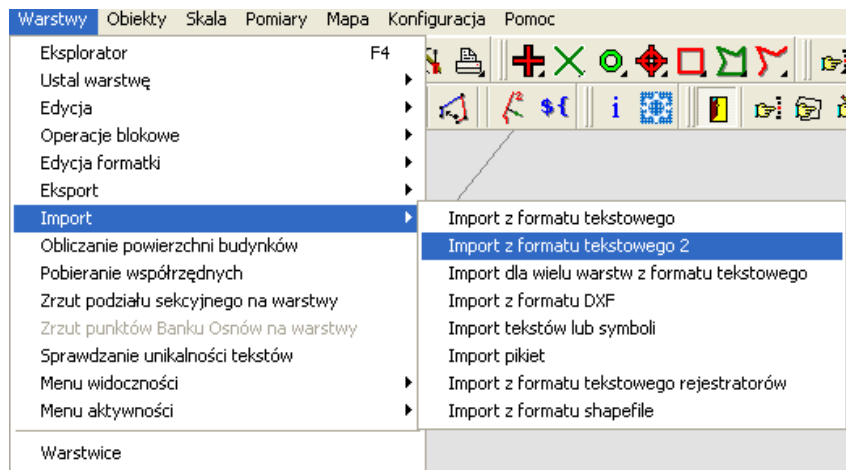 Warstwy Obiekty Skala Pomiary Mapa Konfiguracja Pomoc
Eksplorator F4
Ustal warstwę
Edycja
Operacje blokowe
Edycja formatki
Eksport
Import
Obliczanie powierzchni budynków
Pobieranie współrzędnych
Zrzut podziału sekcyjnego na warstwy
Zrzut punktów Banku Osnów na warstwy
Sprawdzanie unikalności tekstów
Menu widoczności
Menu aktywności
Warstwice
Import z formatu tekstowego
Import z formatu tekstowego 2
Import dla wielu warstw z formatu tekstowego
Import z formatu DXF
Import tekstów lub symboli
Import pikiet
Import z formatu tekstowego rejestratorów
Import z formatu shapefile